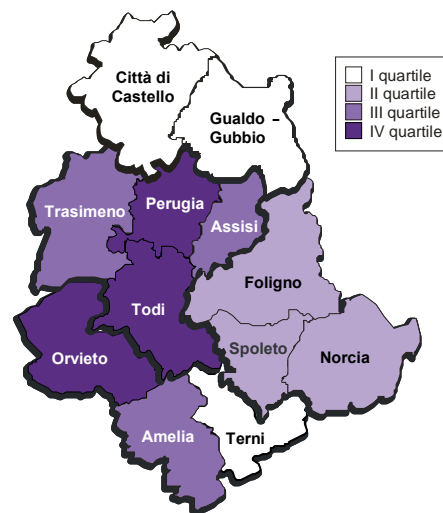 Città di
Castello
Gualdo –
Gubbio
I quartile
II quartile
III quartile
IV quartile
Trasimeno
Perugia
Assisi
Foligno
Todi
Orvieto
Spoleto
Norcia
Amelia
Terni